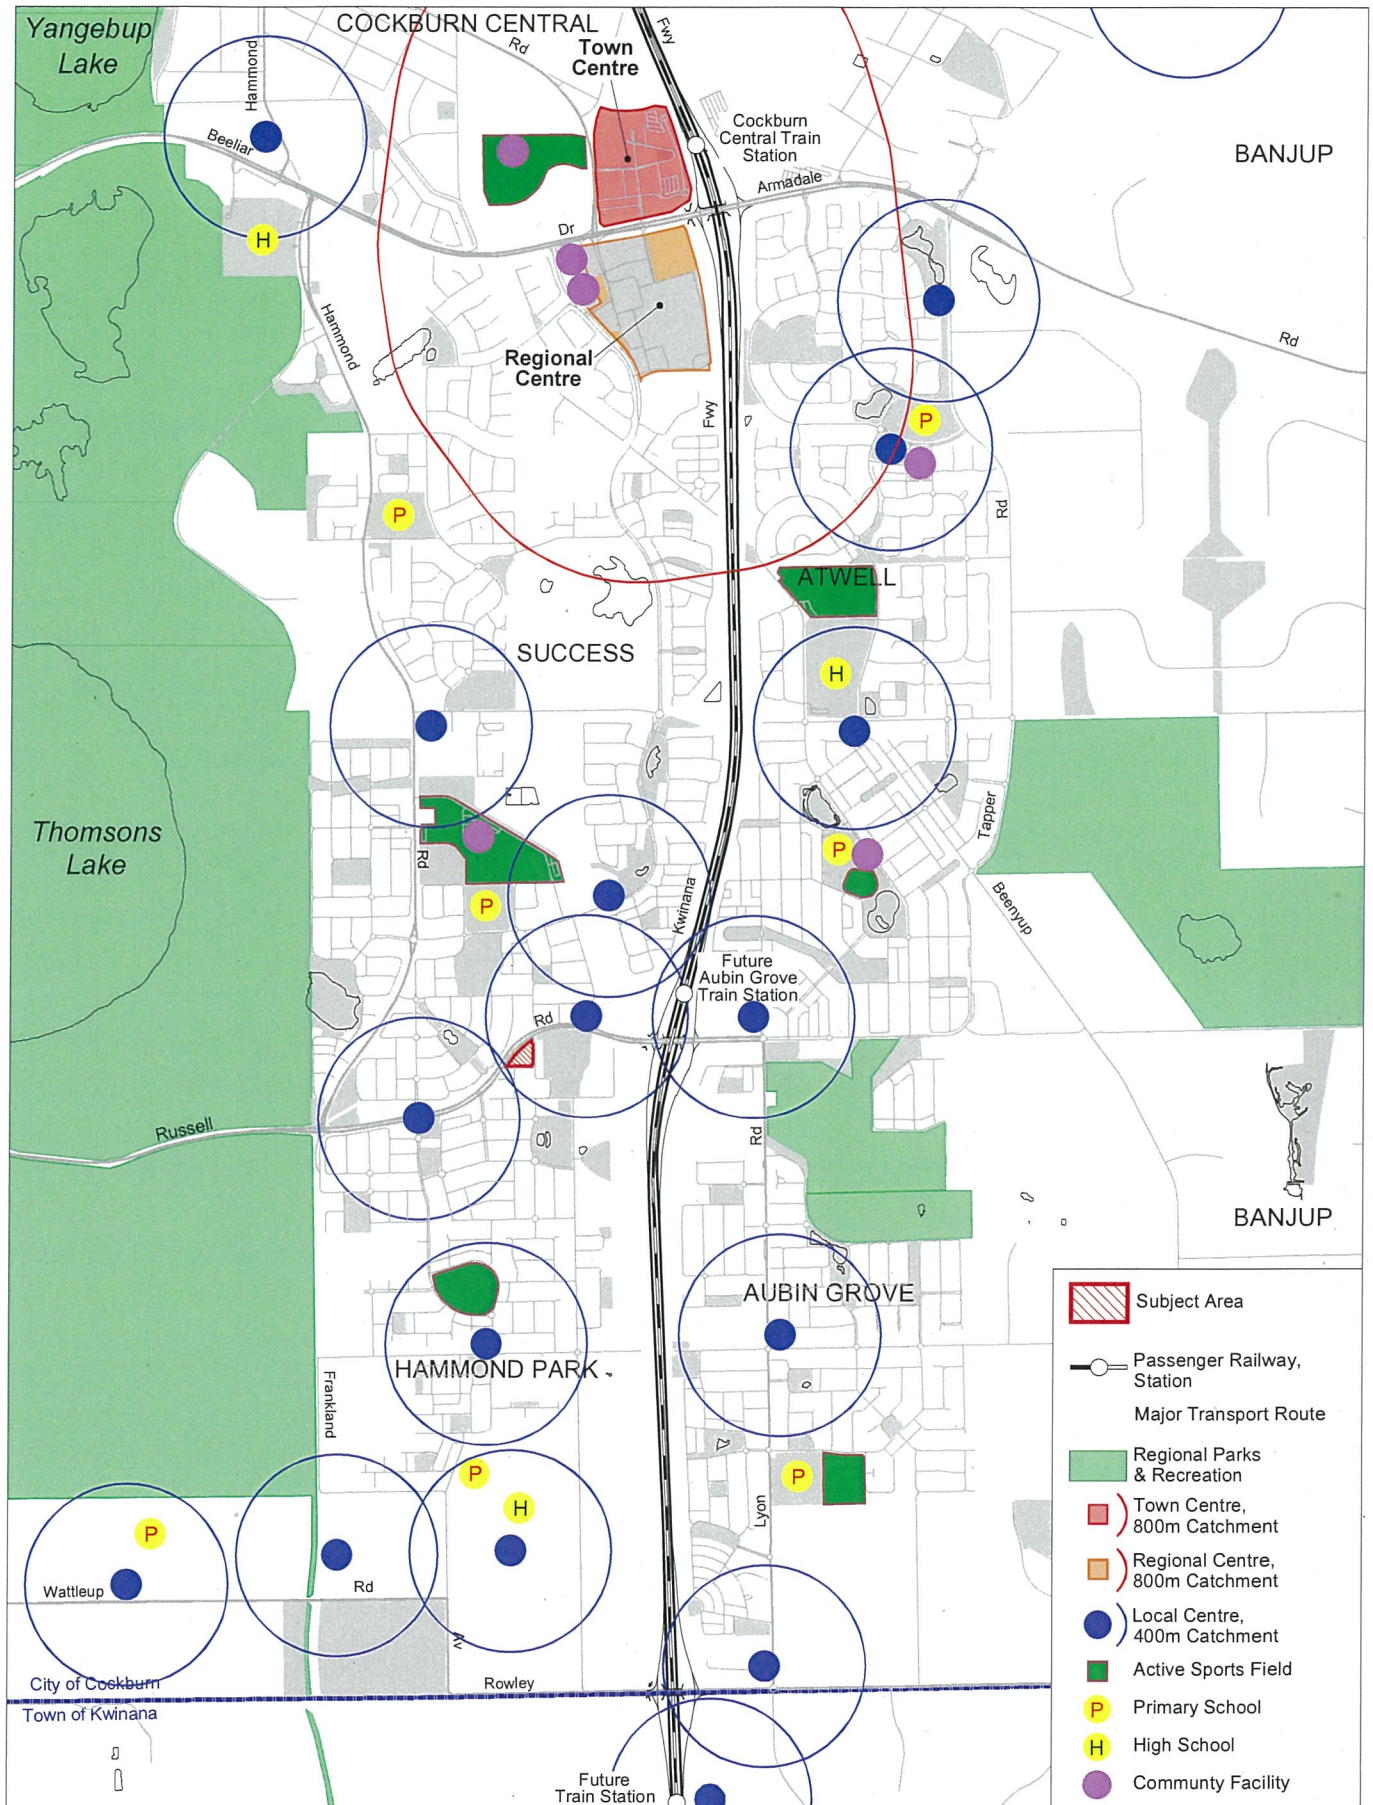 Yangebup
Lake
COCKBURN CENTRAL
Rd
Fwy
Town
Centre
Hammond
Beeliar
Cockburn
Central Train
Station
BANJUP
Armadale
H
Dr
Hammond
Regional
Centre
Rd
Fwy
P
P
Rd
ATWELL
SUCCESS
H
Thomsons
Lake
Rd
Tapper
P
P
Kwinana
Beenyup
Future
Aubin Grove
Train Station
Rd
Russell
Rd
BANJUP
AUBIN GROVE
HAMMOND PARK
Frankland
P
P
H
Lyon
P
Wattleup
Rd
Av
City of Cockburn
Rowley
Town of Kwinana
Future
Train Station
Subject Area
Passenger Railway,
Station
Major Transport Route
Regional Parks
& Recreation
Town Centre,
800m Catchment
Regional Centre,
800m Catchment
Local Centre,
400m Catchment
Active Sports Field
P
Primary School
H
High School
Communty Facility